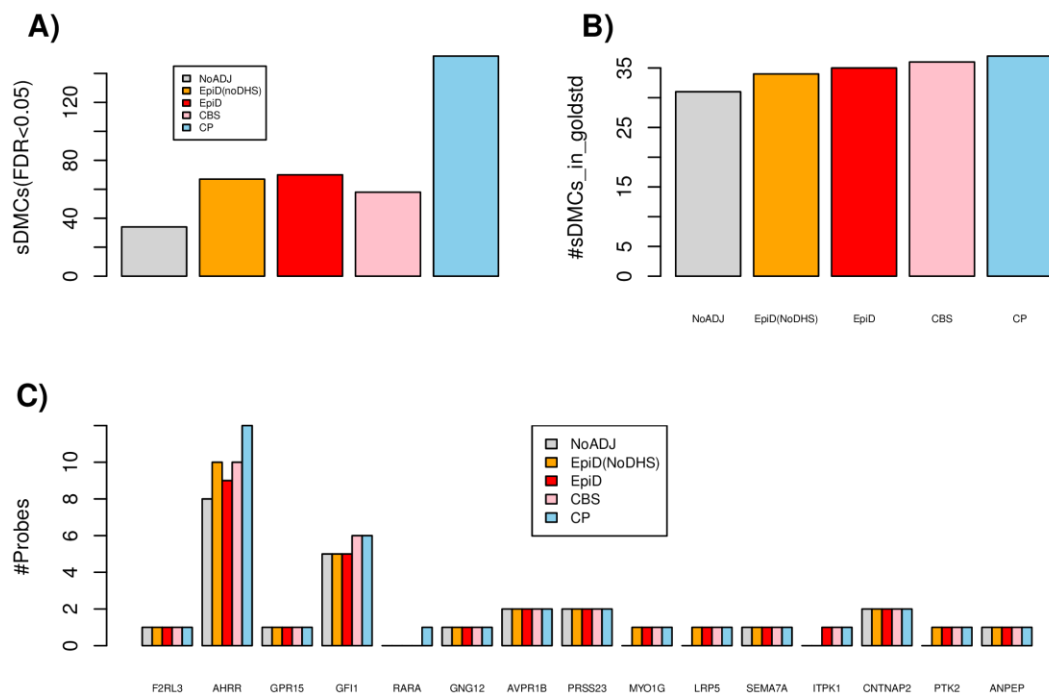 A)
sDMCs(FDR<0.05)
0
40
80
120
NoADJ
EpiD(noDHS)
EpiD
CBS
CP
B)
#sDMCs_in_goldstd
0
5
15
25
35
NoADJ
EpiD(NoDHS)
EpiD
CBS
CP
C)
#Probes
0
2
4
6
8
10
NoADJ
EpiD(NoDHS)
EpiD
CBS
CP
F2RL3
AHRR
GPR15
GFI1
RARA
GNG12
AVPR1B
PRSS23
MYO1G
LRP5
SEMA7A
ITPK1
CNTNAP2
PTK2
ANPEP